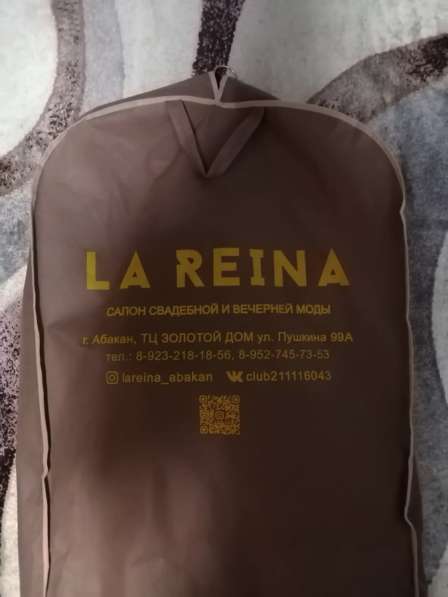 LA REINA
САЛОН СВАДЕБНОЙ И ВЕЧЕРНЕЙ МОДЫ
г. Абакан, ТЦ ЗОЛОТОЙ ДОМ ул. Пушкина 99А
тел.: 8-923-218-18-56, 8-952-745-73-53
lareina_abakan club211116043